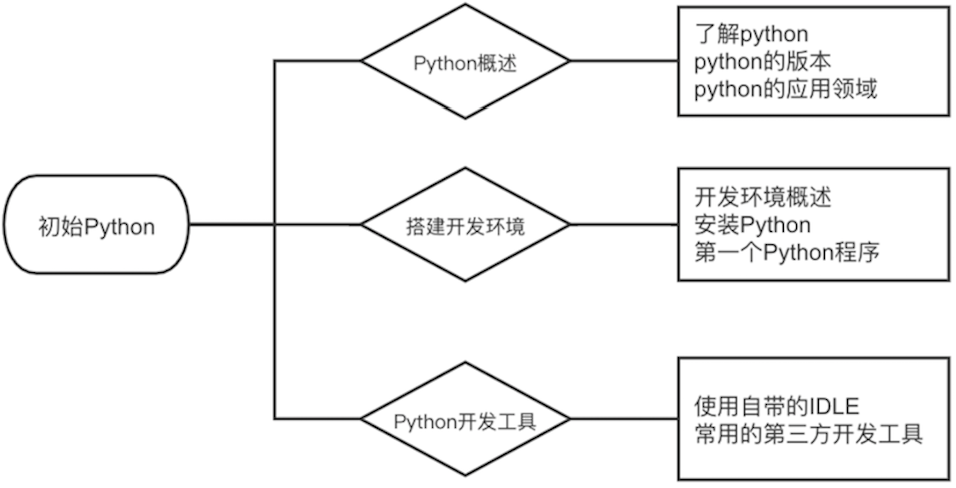 初始Python
Python概述
了解python
python的版本
python的应用领域
搭建开发环境
开发环境概述
安装Python
第一个Python程序
Python开发工具
使用自带的IDLE
常用的第三方开发工具